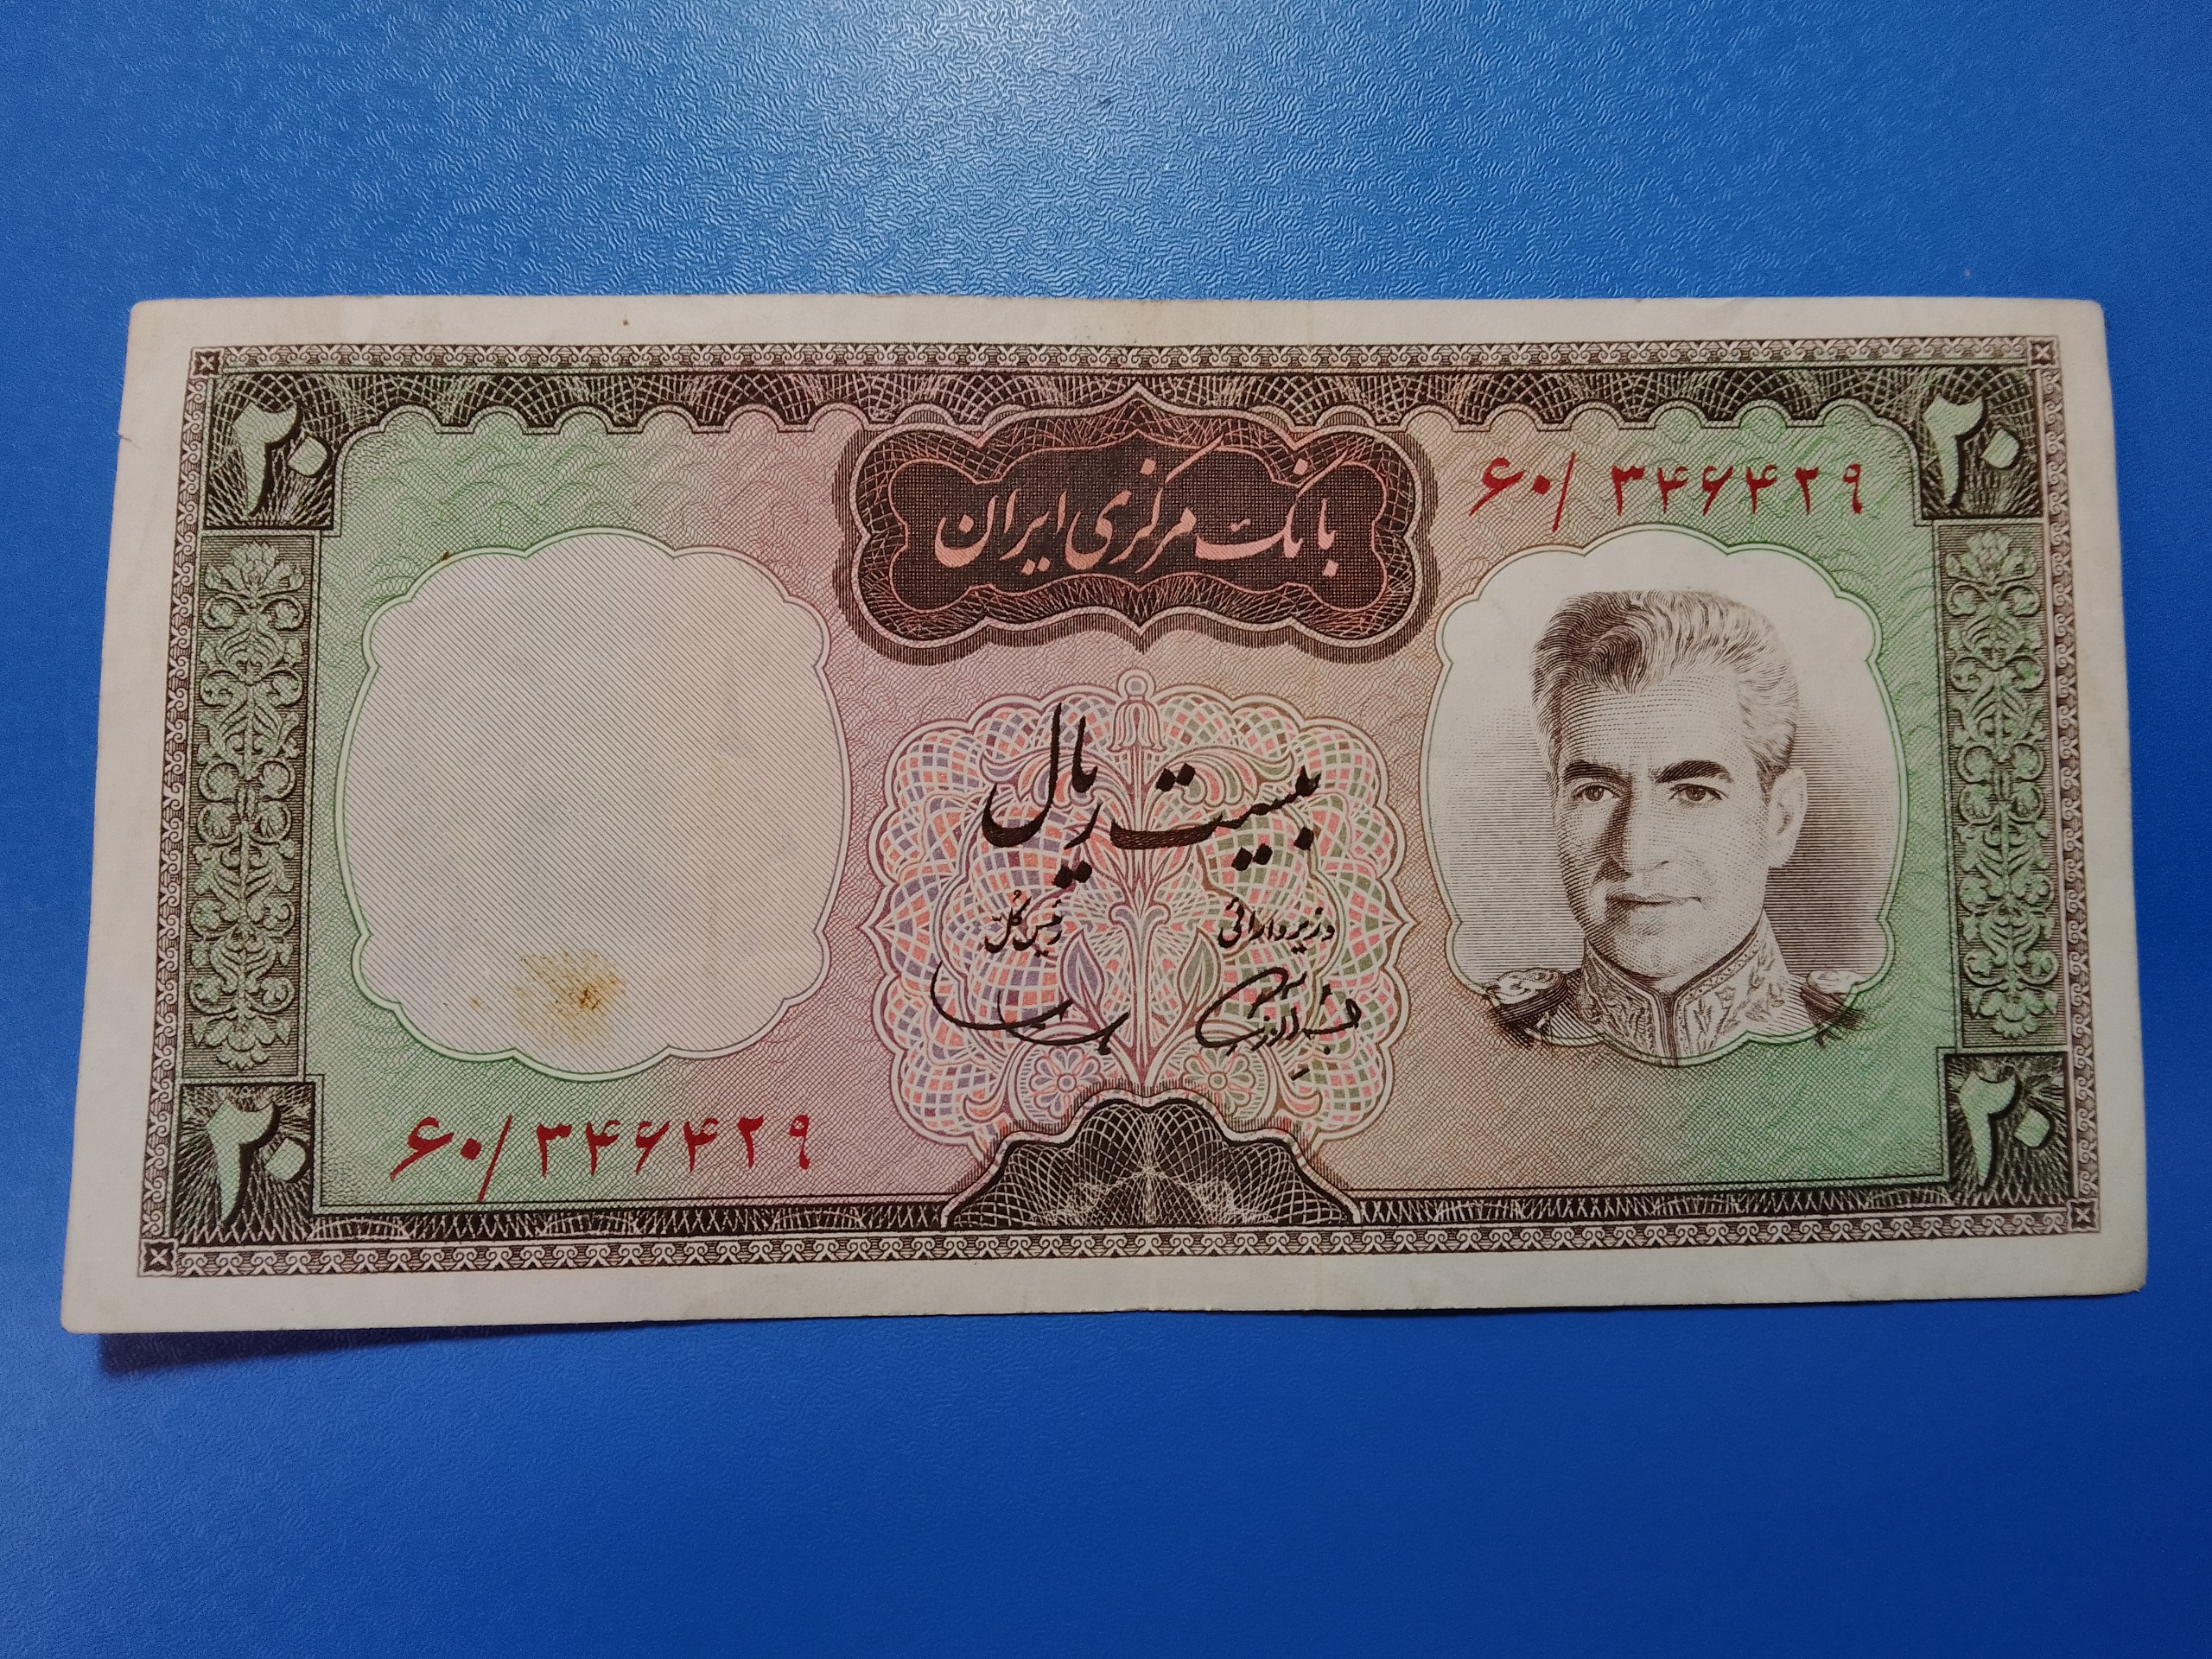 ۲۰
۲۰
بانک مرکزی ایران
۶۰/۳۴۶۴۲۹
بیست ریال
وزیر دارائی
رئیس کل
۶۰/۳۴۶۴۲۹
۲۰
۲۰